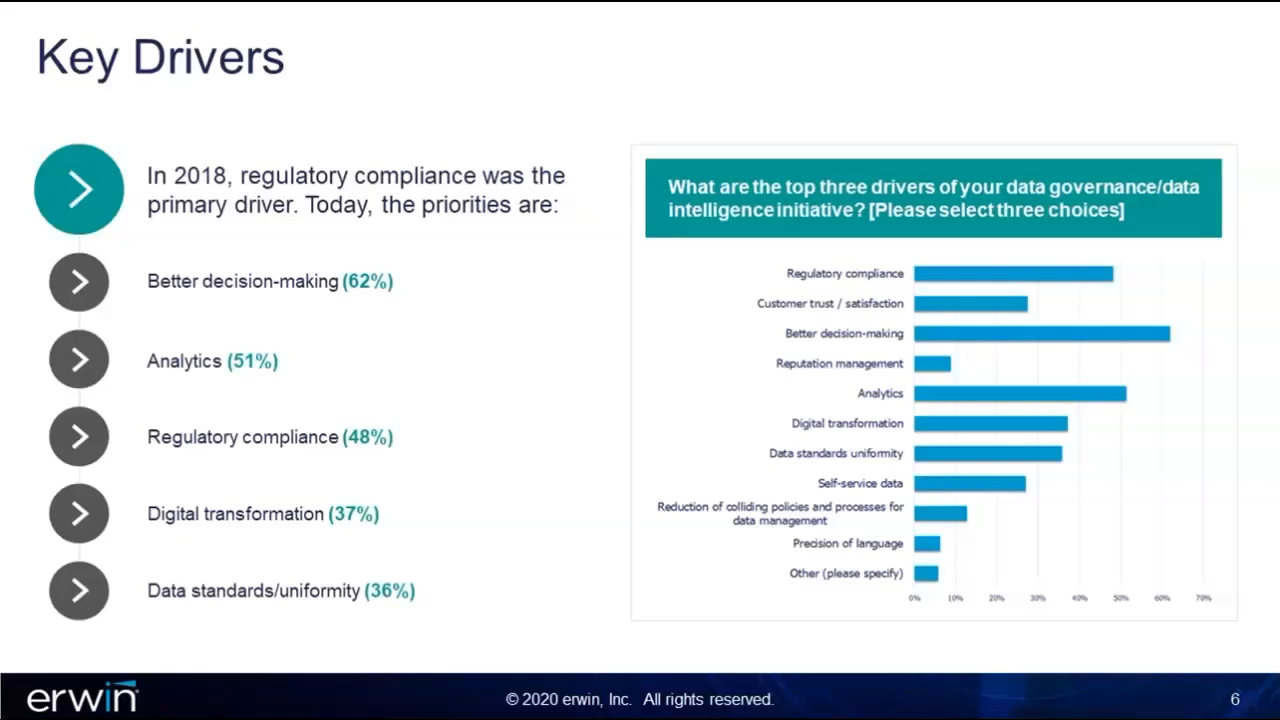 Key Drivers
In 2018, regulatory compliance was the
primary driver. Today, the priorities are:
Better decision-making (62%)
Analytics (51%)
Regulatory compliance (48%)
Digital transformation (37%)
Data standards/uniformity (36%)
What are the top three drivers of your data governance/data
intelligence initiative? [Please select three choices]
Regulatory compliance
Customer trust / satisfaction
Better decision-making
Reputation management
Analytics
Digital transformation
Data standards uniformity
Self-service data
Reduction of colliding policies and processes for
data management
Precision of language
Other (please specify)
0% 10% 20% 30% 40% 50% 60% 70%
erwin
© 2020 erwin, Inc. All rights reserved.
6